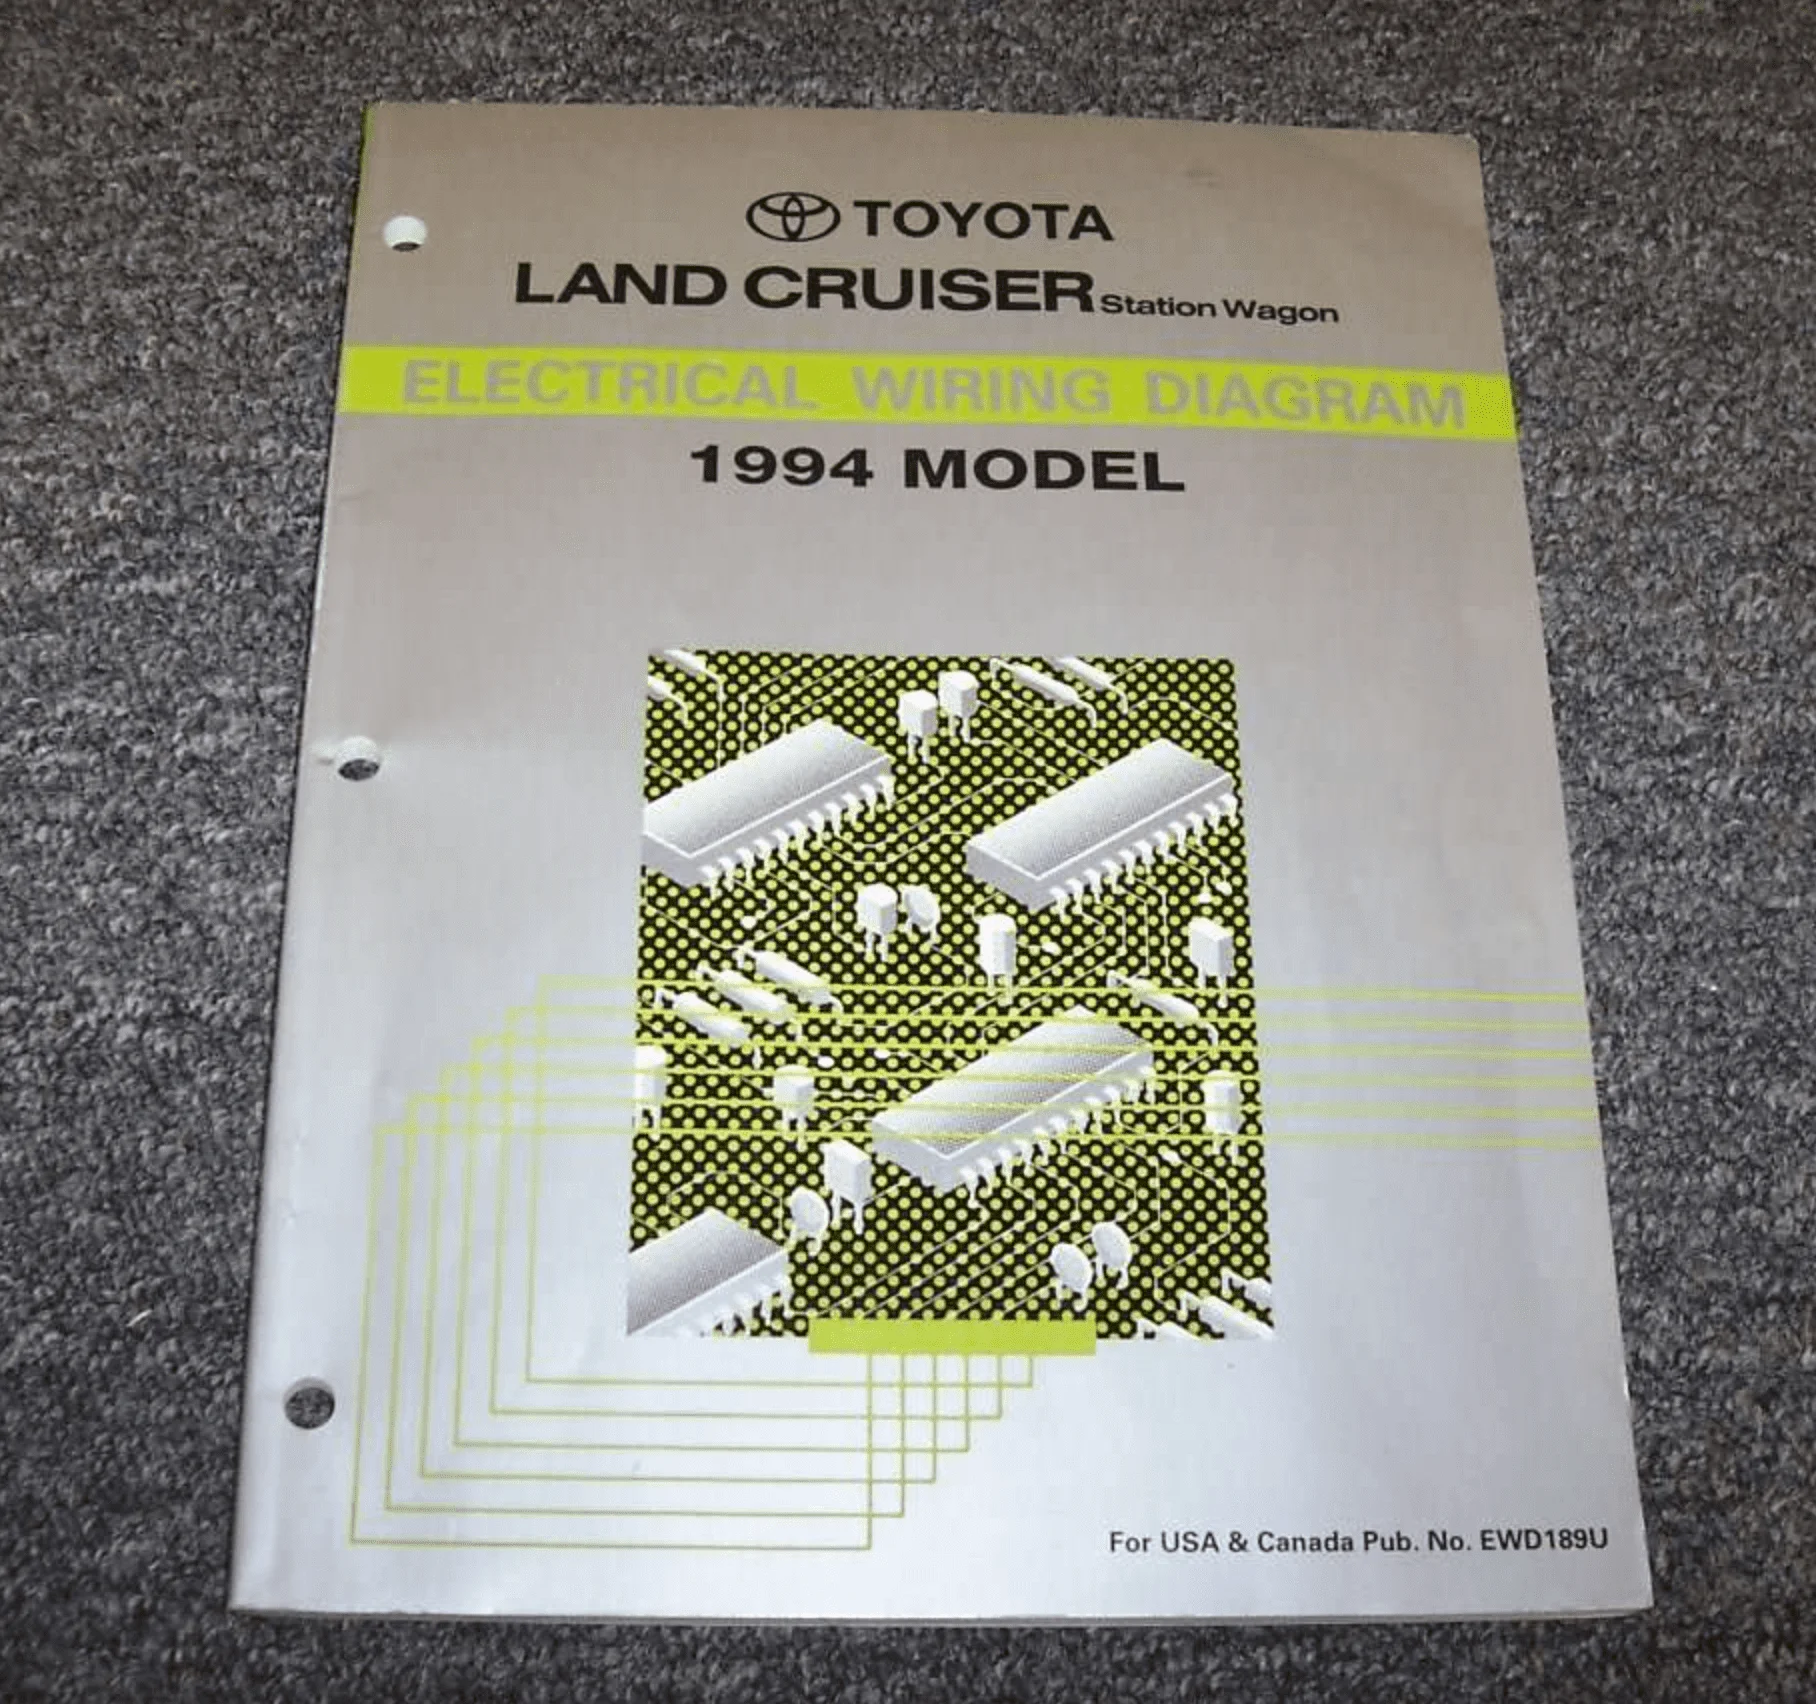 TOYOTA
LAND CRUISER Station Wagon
ELECTRICAL WIRING DIAGRAM
1994 MODEL
For USA & Canada Pub. No. EWD189U